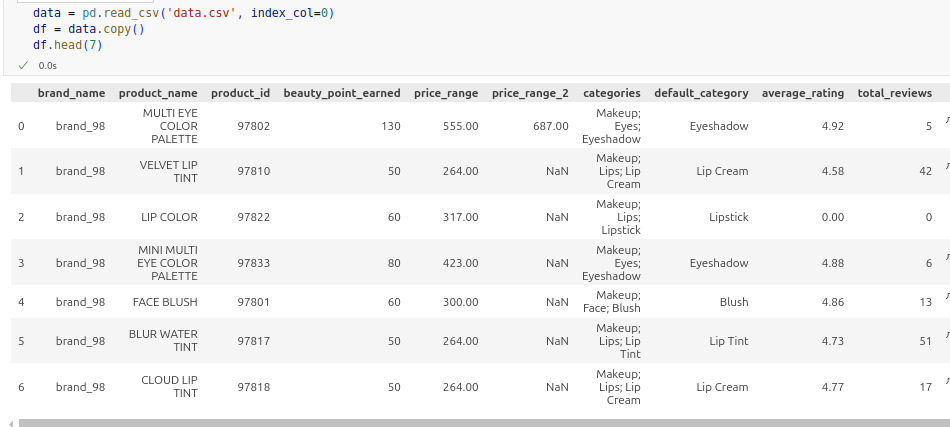 data = pd.read_csv('data.csv', index_col=0)
df = data.copy()
df.head(7)
0.0s
brand_name product_name product_id beauty_point_earned price_range price_range_2 categories default_category average_rating total_reviews
0 brand_98 MULTI EYE COLOR PALETTE 97802 130 555.00 687.00 Makeup; Eyes; Eyeshadow Eyeshadow 4.92 5
1 brand_98 VELVET LIP TINT 97810 50 264.00 NaN Makeup; Lips; Lip Cream Lip Cream 4.58 42
2 brand_98 LIP COLOR 97822 60 317.00 NaN Makeup; Lips; Lipstick Lipstick 0.00 0
3 brand_98 MINI MULTI EYE COLOR PALETTE 97833 80 423.00 NaN Makeup; Eyes; Eyeshadow Eyeshadow 4.88 6
4 brand_98 FACE BLUSH 97801 60 300.00 NaN Makeup; Face; Blush Blush 4.86 13
5 brand_98 BLUR WATER TINT 97817 50 264.00 NaN Makeup; Lips; Lip Tint Lip Tint 4.73 51
6 brand_98 CLOUD LIP TINT 97818 50 264.00 NaN Makeup; Lips; Lip Cream Lip Cream 4.77 17